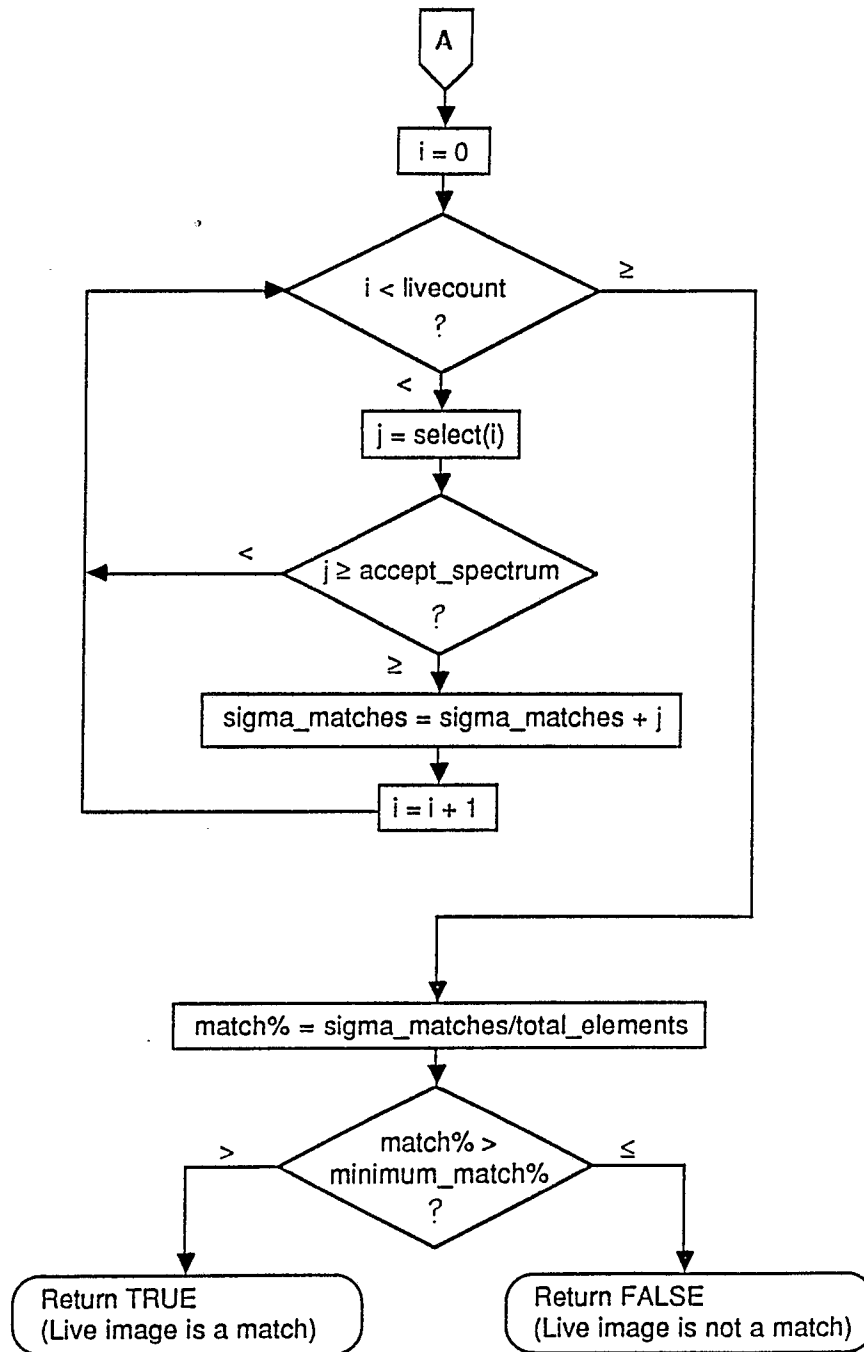 A
i = 0
i < livecount
?
≥
<
j = select(i)
<
j ≥ accept_spectrum
?
≥
sigma_matches = sigma_matches + j
i = i + 1
match% = sigma_matches/total_elements
>
match% >
minimum_match%
?
≤
Return TRUE
(Live image is a match)
Return FALSE
(Live image is not a match)